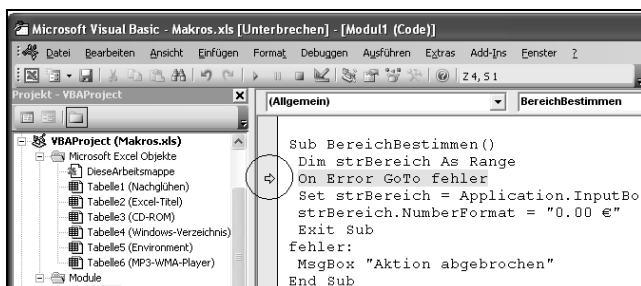 Microsoft Visual Basic - Makros.xls [Unterbrechen] - [Modul1 (Code)]
Datei Bearbeiten Ansicht Einfügen Format Debuggen Ausführen Extras Add-Ins Fenster ?
Z 4, S 1
Projekt - VBAProject
(Allgemein) BereichBestimmen
VBAProject (Makros.xls)
Microsoft Excel Objekte
DieseArbeitsmappe
Tabelle1 (Nachglühen)
Tabelle2 (Excel-Titel)
Tabelle3 (CD-ROM)
Tabelle4 (Windows-Verzeichnis)
Tabelle5 (Environment)
Tabelle6 (MP3-WMA-Player)
Module
Sub BereichBestimmen()
Dim strBereich As Range
On Error GoTo fehler
Set strBereich = Application.InputBo
strBereich.NumberFormat = "0.00 €"
Exit Sub
fehler:
MsgBox "Aktion abgebrochen"
End Sub